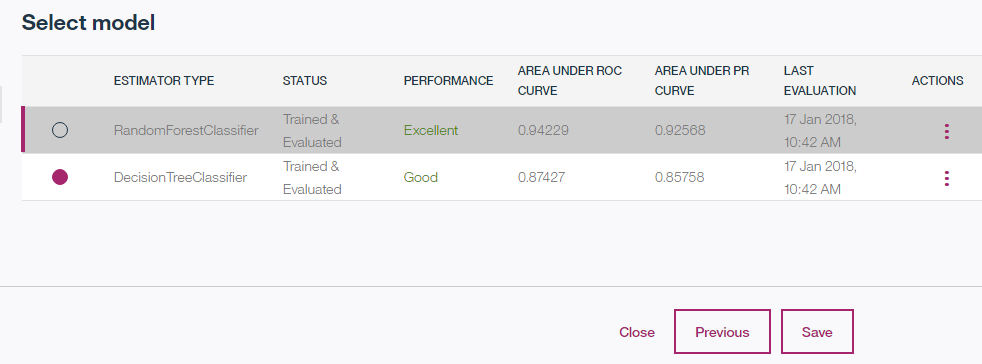 Select model
ESTIMATOR TYPE STATUS PERFORMANCE AREA UNDER ROC CURVE AREA UNDER PR CURVE LAST EVALUATION ACTIONS
RandomForestClassifier Trained & Evaluated Excellent 0.94229 0.92568 17 Jan 2018, 10:42 AM
DecisionTreeClassifier Trained & Evaluated Good 0.87427 0.85758 17 Jan 2018, 10:42 AM
Close Previous Save